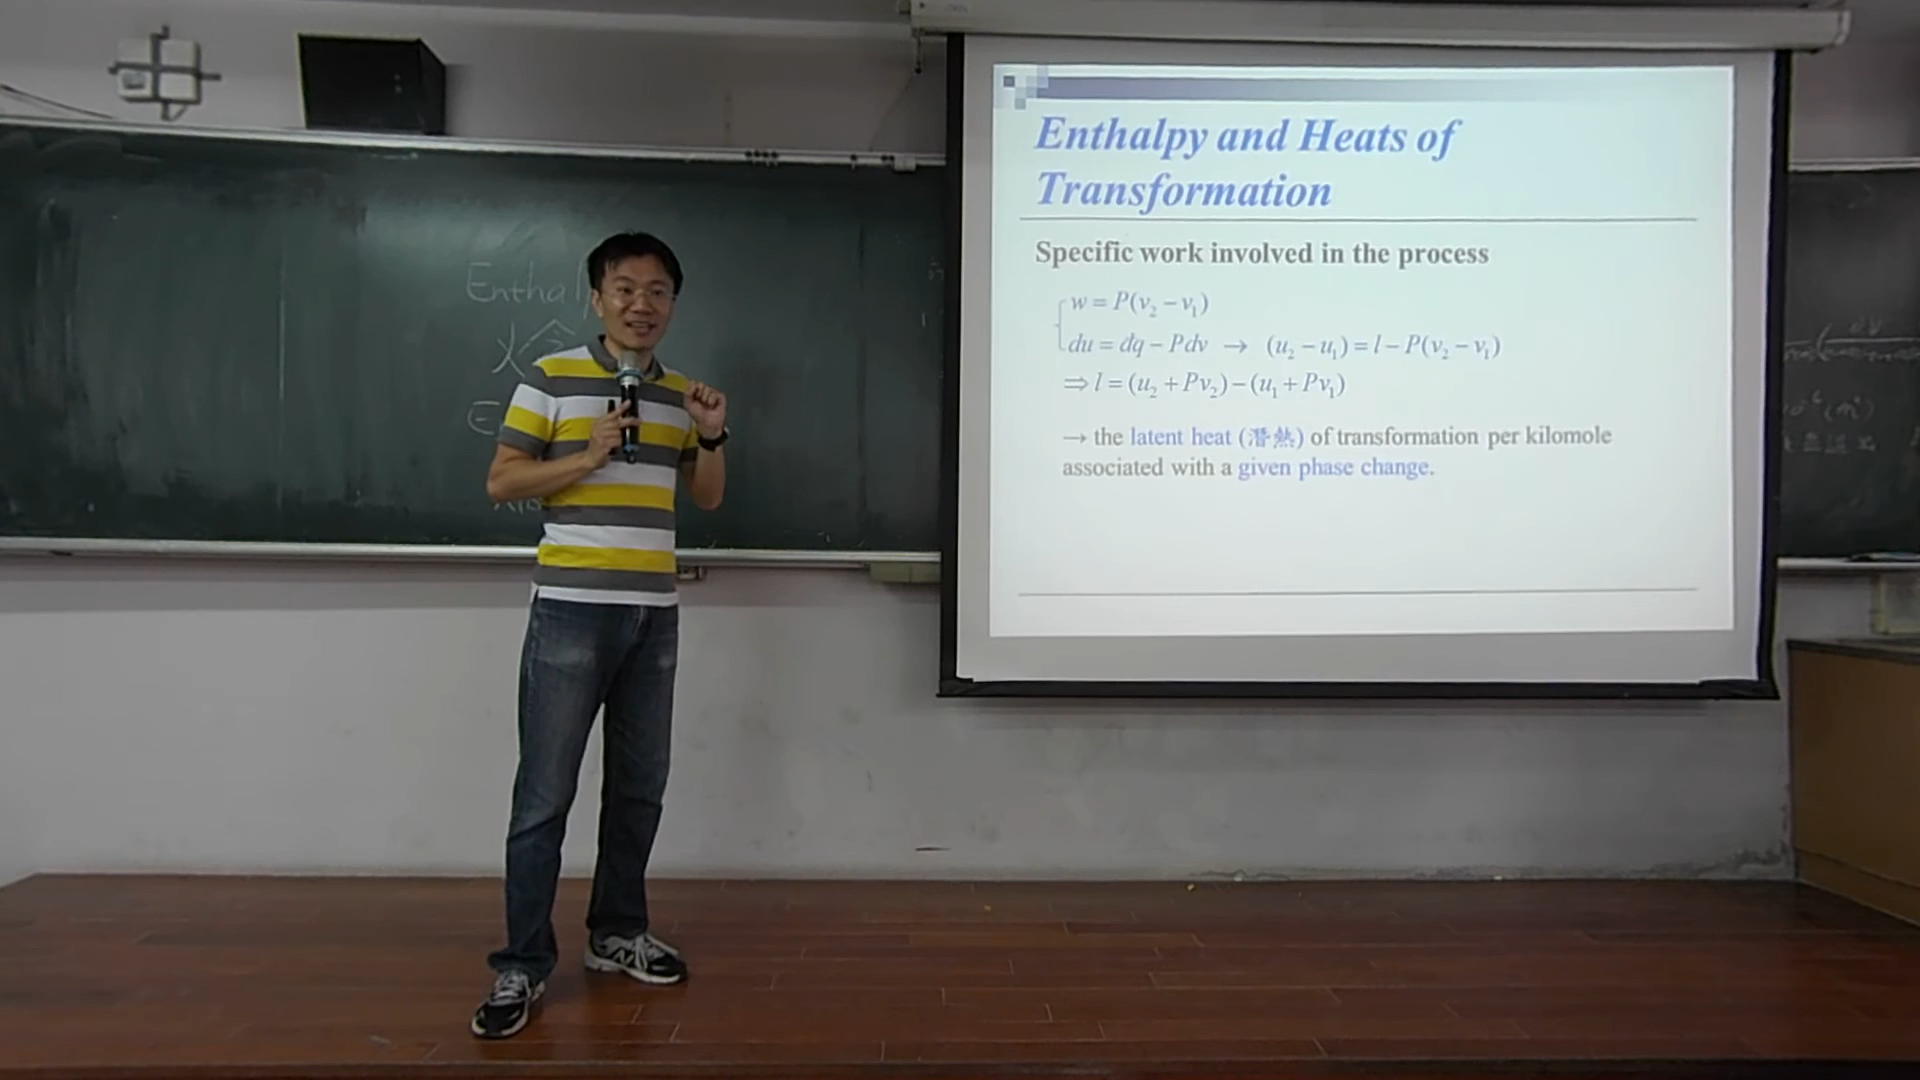 Enthalpy and Heats of
Transformation
Specific work involved in the process
w = P(v₂ − v₁)
du = dq − Pdv → (u₂ − u₁) = l − P(v₂ − v₁)
⇒ l = (u₂ + Pv₂) − (u₁ + Pv₁)
→ the latent heat (潛熱) of transformation per kilomole
associated with a given phase change.
Enthal
焓
E